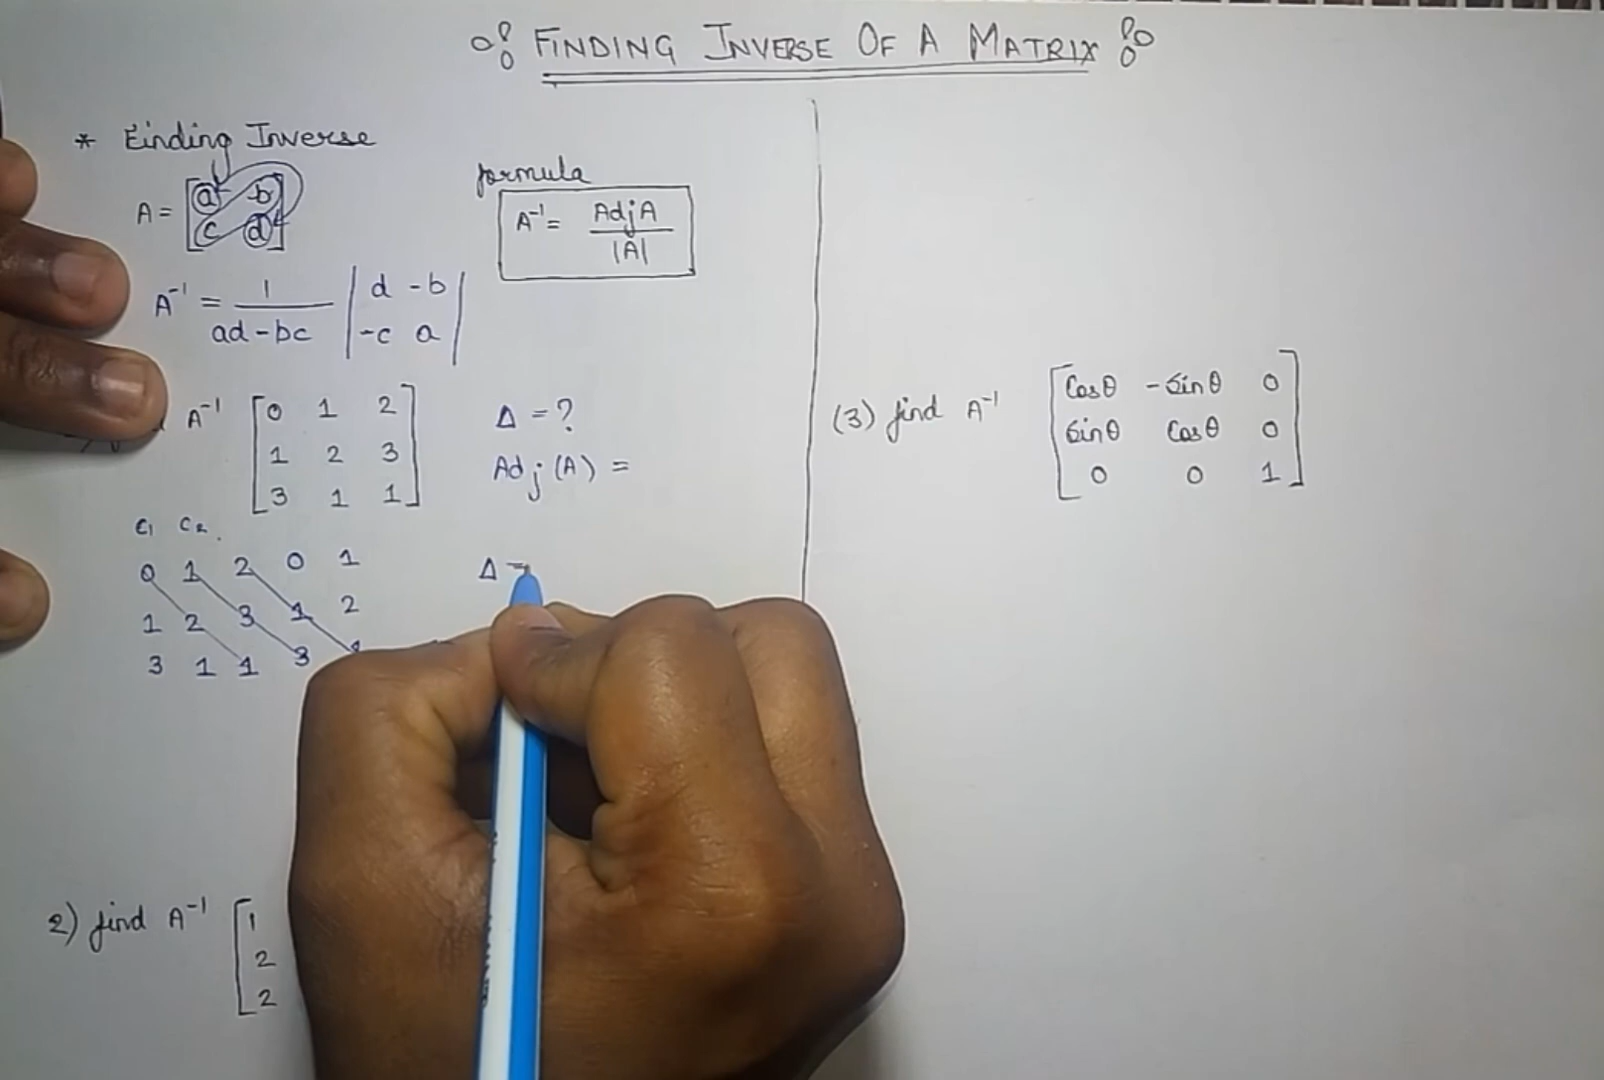 FINDING INVERSE OF A MATRIX
* Finding Inverse
A = [a b
c d]
formula
A⁻¹ = AdjA
|A|
A⁻¹ = 1 | d -b |
ad-bc |-c a|
A⁻¹ [0 1 2
1 2 3
3 1 1]
Δ = ?
Adj(A) =
C₁ C₂
0 1 2 0 1
1 2 3 1 2
3 1 1 3
Δ =
2) find A⁻¹ [1
2
2
(3) find A⁻¹ [Cosθ -Sinθ 0
Sinθ Cosθ 0
0 0 1]